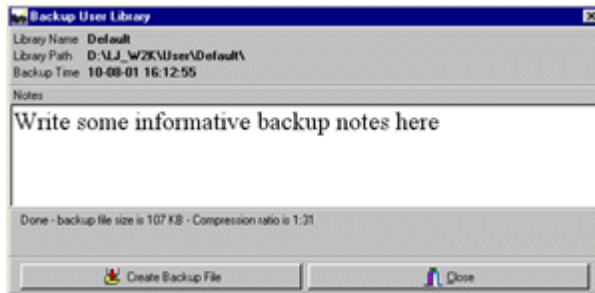 Backup User Library
Library Name Default
Library Path D:\LJ_W2K\User\Default\
Backup Time 10-08-01 16:12:55
Notes
Write some informative backup notes here
Done - backup file size is 107 KB - Compression ratio is 1:31
Create Backup File
Close